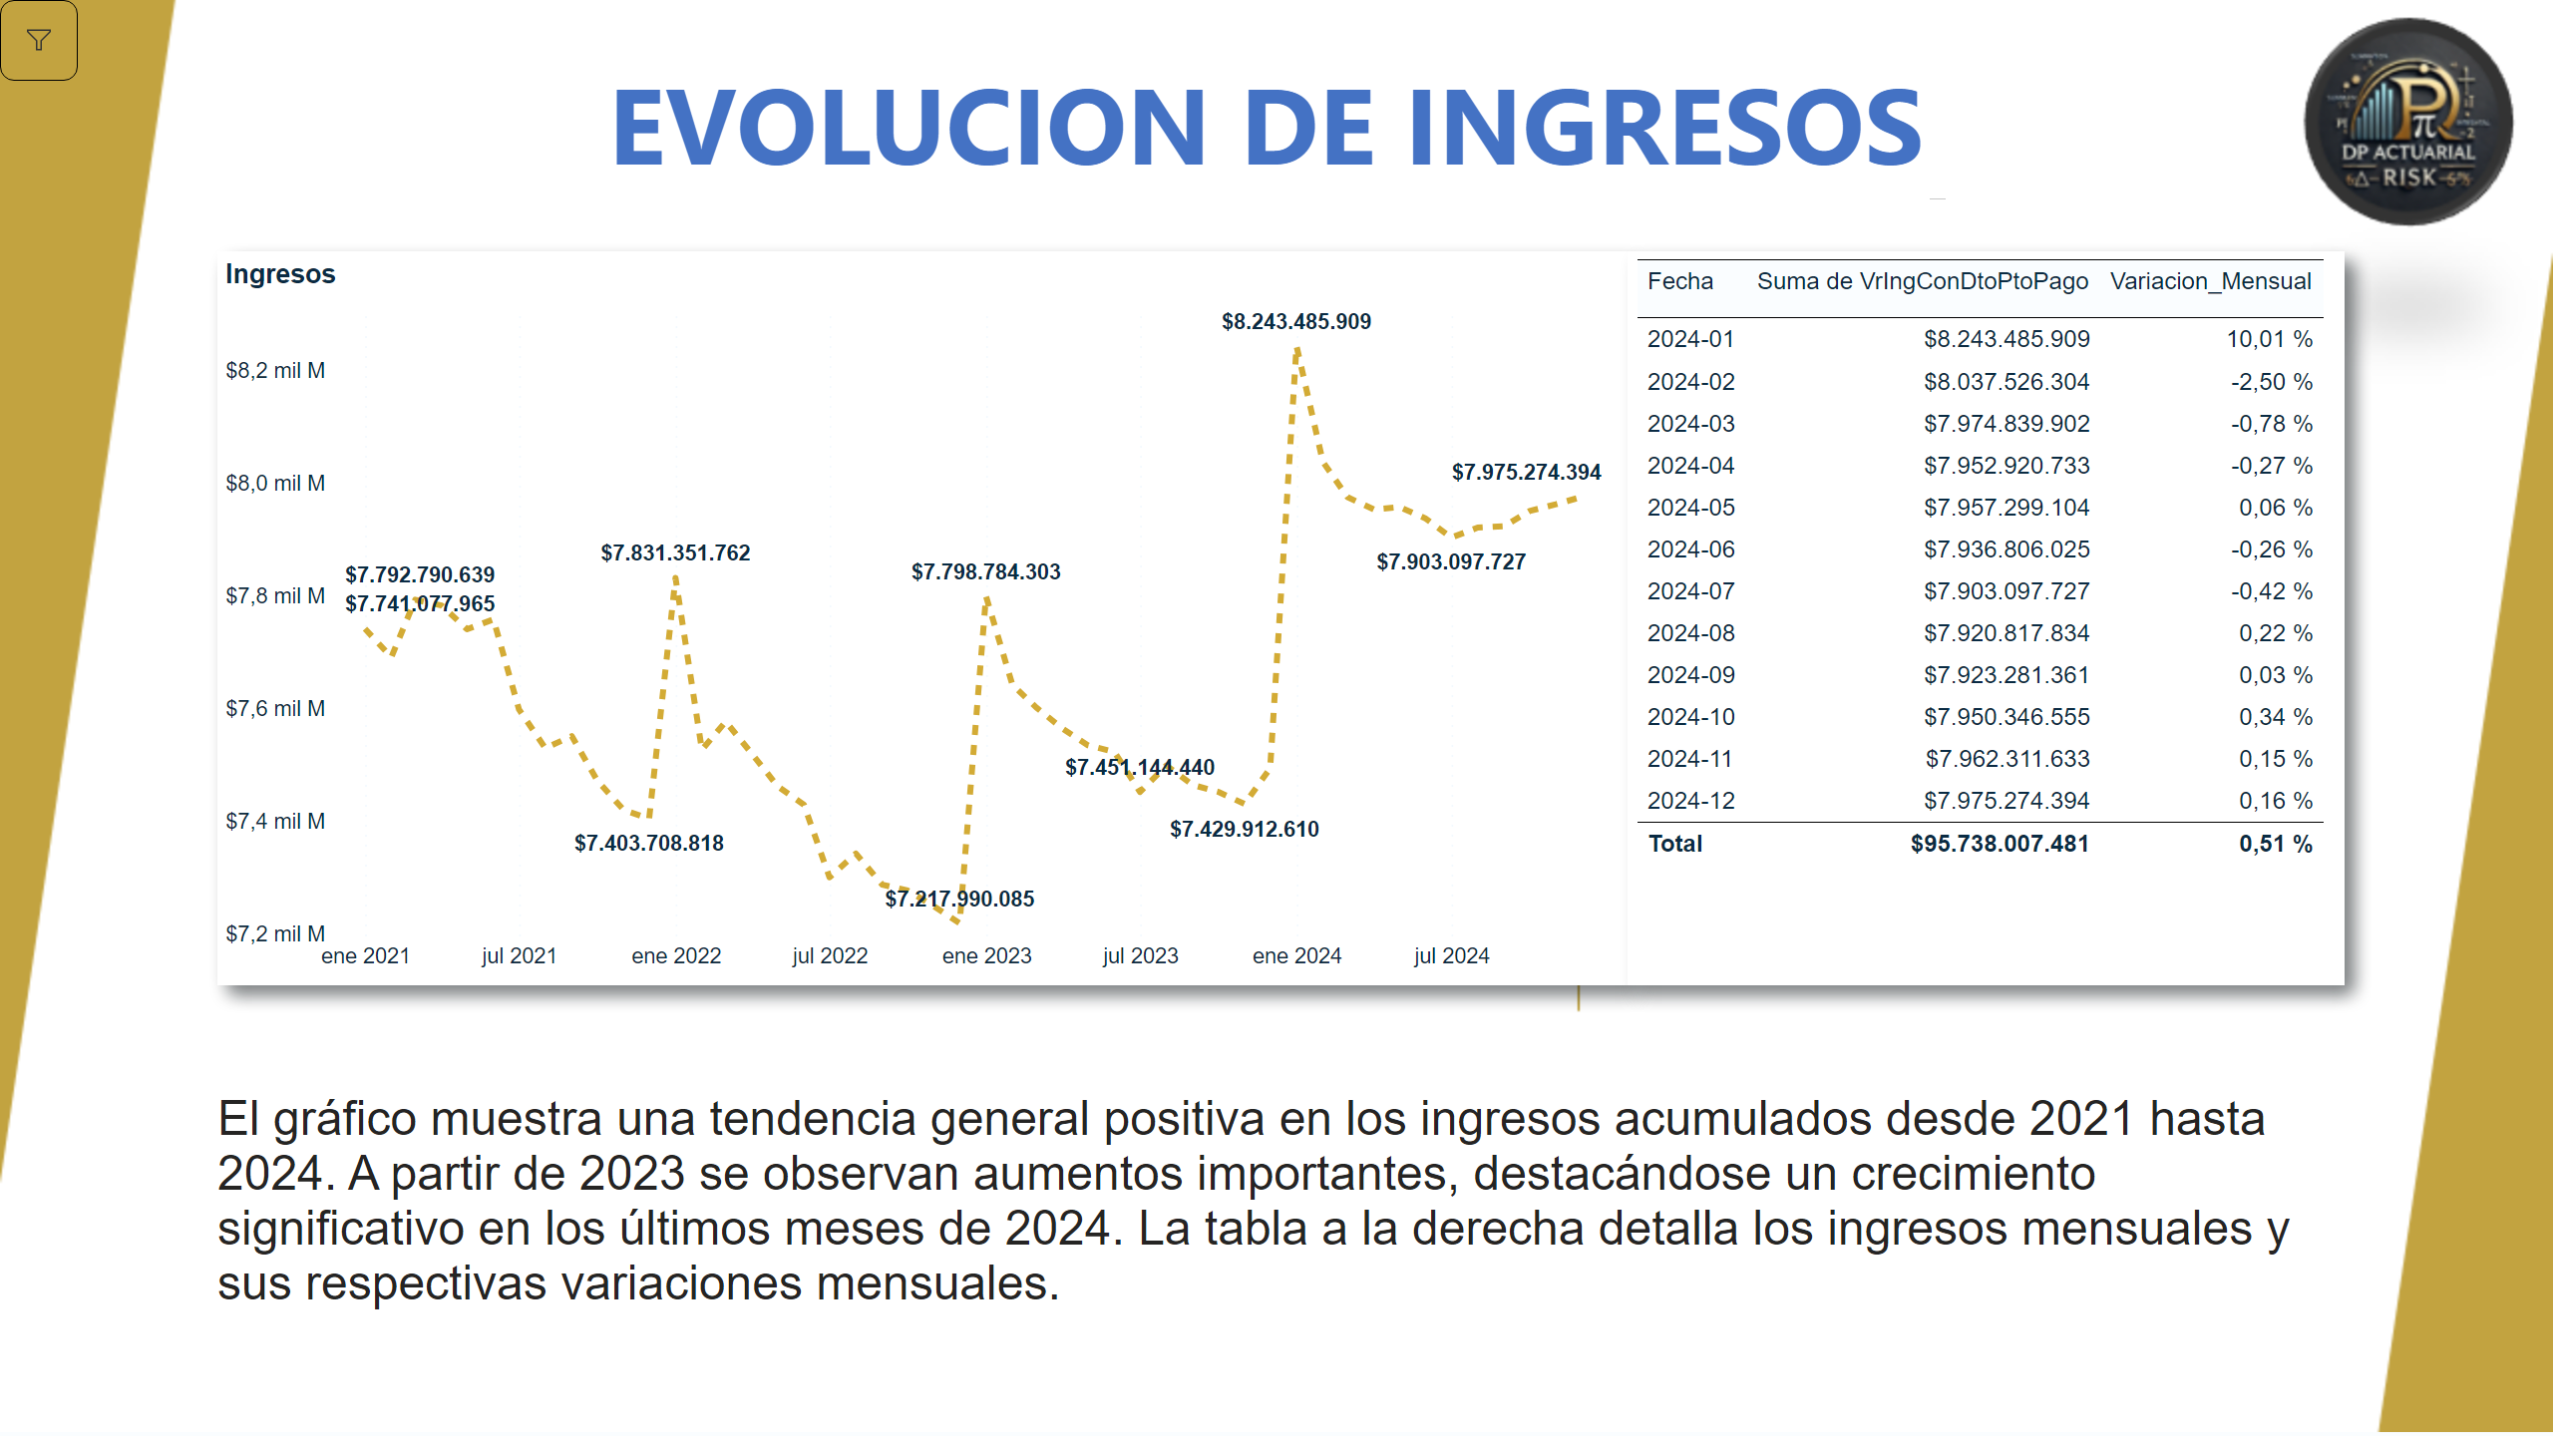 EVOLUCION DE INGRESOS
DP ACTUARIAL
RISK
Ingresos
$8,2 mil M
$8,0 mil M
$7,8 mil M
$7,6 mil M
$7,4 mil M
$7,2 mil M
$7.792.790.639
$7.741.077.965
$7.403.708.818
$7.831.351.762
$7.217.990.085
$7.798.784.303
$7.451.144.440
$7.429.912.610
$8.243.485.909
$7.903.097.727
$7.975.274.394
ene 2021 jul 2021 ene 2022 jul 2022 ene 2023 jul 2023 ene 2024 jul 2024
Fecha Suma de VrIngConDtoPtoPago Variacion_Mensual
2024-01 $8.243.485.909 10,01 %
2024-02 $8.037.526.304 -2,50 %
2024-03 $7.974.839.902 -0,78 %
2024-04 $7.952.920.733 -0,27 %
2024-05 $7.957.299.104 0,06 %
2024-06 $7.936.806.025 -0,26 %
2024-07 $7.903.097.727 -0,42 %
2024-08 $7.920.817.834 0,22 %
2024-09 $7.923.281.361 0,03 %
2024-10 $7.950.346.555 0,34 %
2024-11 $7.962.311.633 0,15 %
2024-12 $7.975.274.394 0,16 %
Total $95.738.007.481 0,51 %
El gráfico muestra una tendencia general positiva en los ingresos acumulados desde 2021 hasta
2024. A partir de 2023 se observan aumentos importantes, destacándose un crecimiento
significativo en los últimos meses de 2024. La tabla a la derecha detalla los ingresos mensuales y
sus respectivas variaciones mensuales.